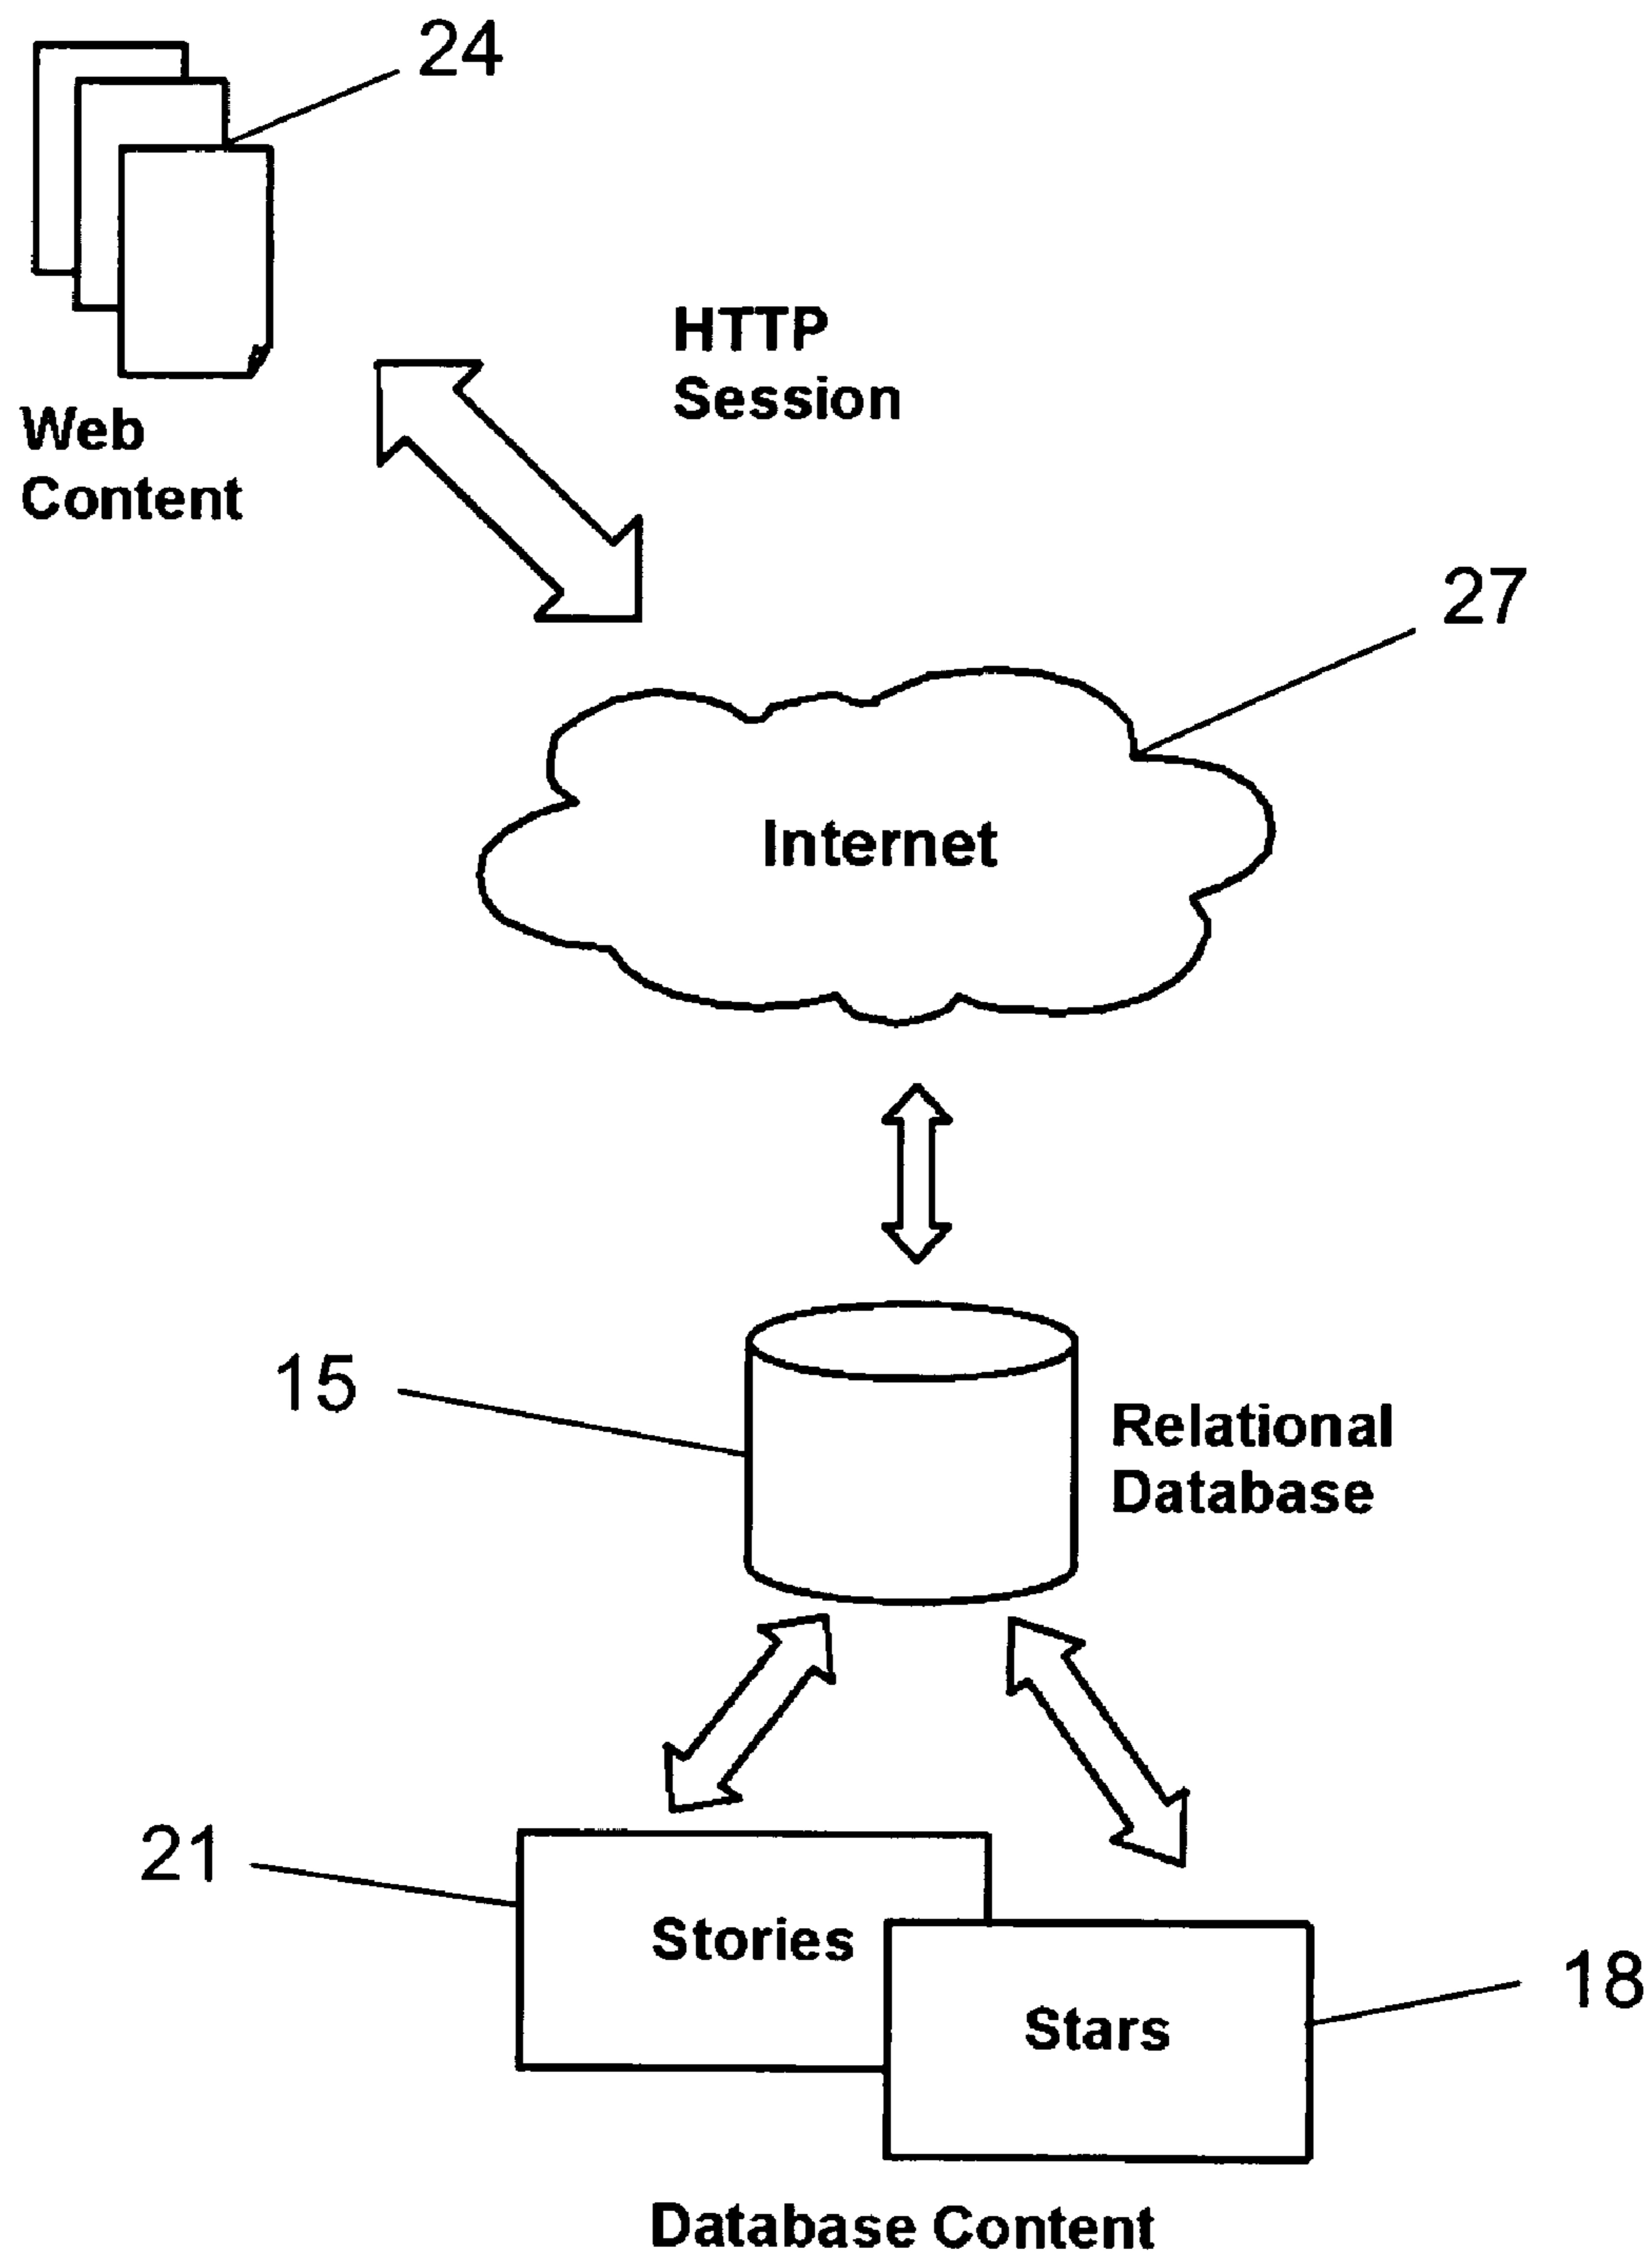 24
HTTP
Session
Web
Content
27
Internet
15
Relational
Database
21
Stories
18
Stars
Database Content